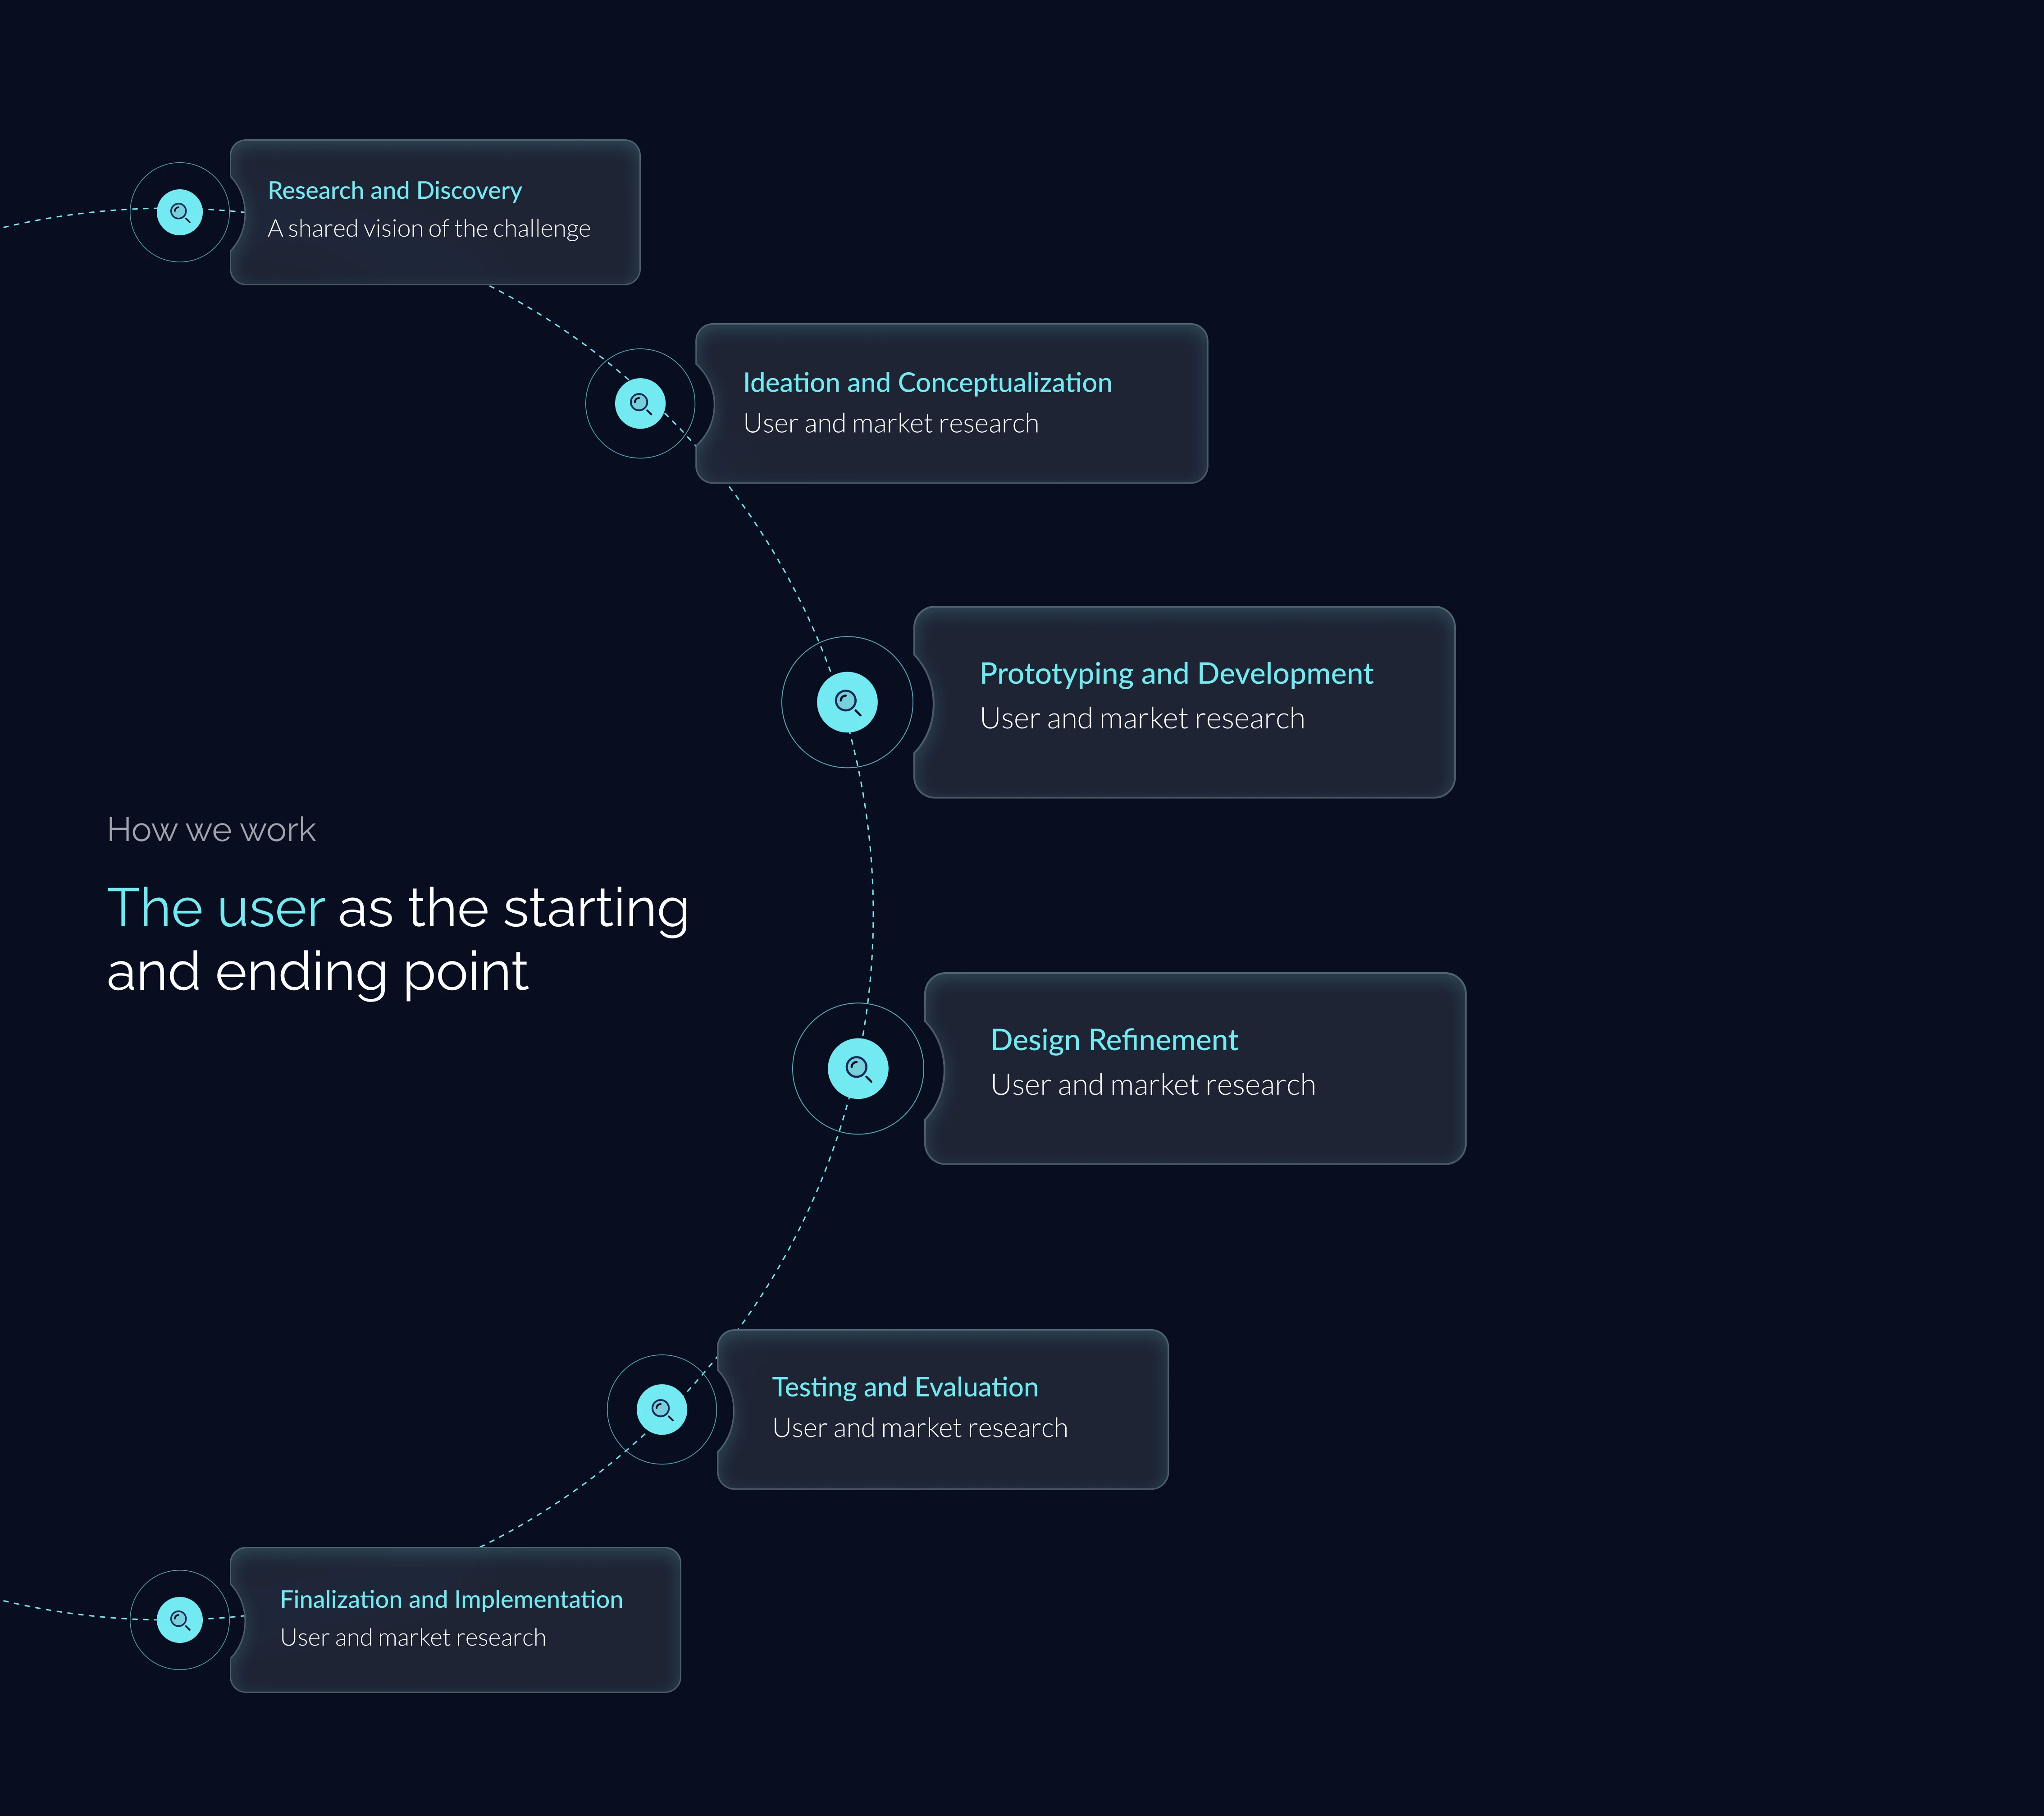 Research and Discovery
A shared vision of the challenge
Ideation and Conceptualization
User and market research
Prototyping and Development
User and market research
How we work
The user as the starting
and ending point
Design Refinement
User and market research
Testing and Evaluation
User and market research
Finalization and Implementation
User and market research